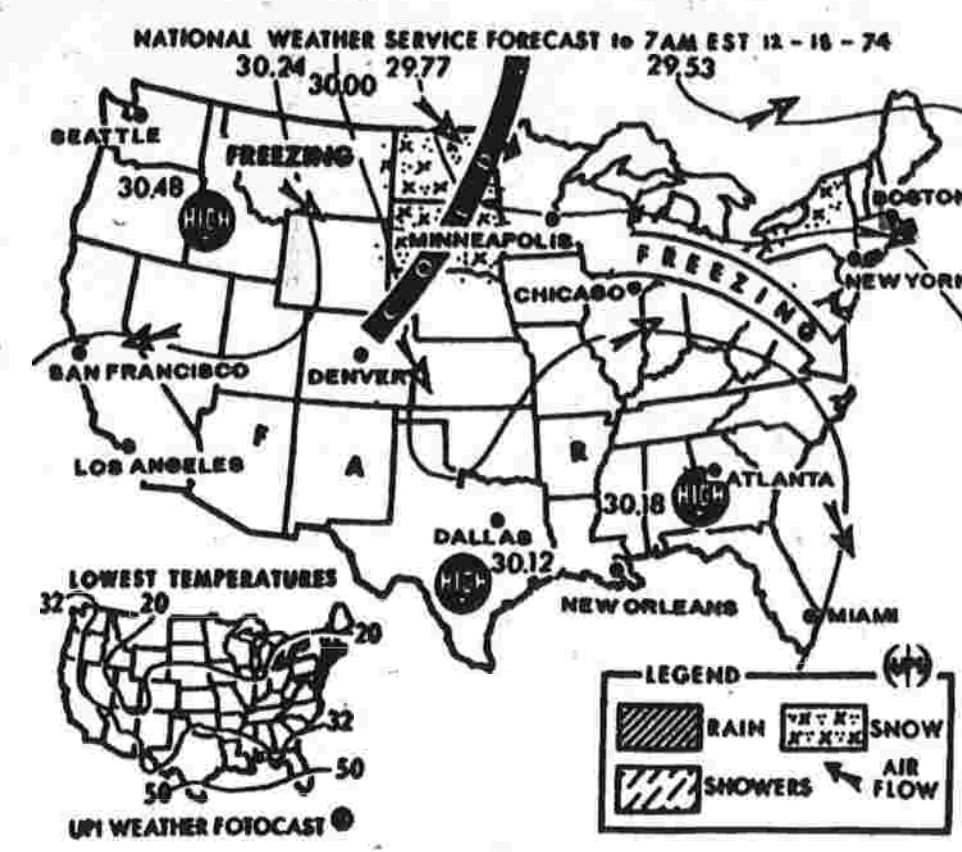 NATIONAL WEATHER SERVICE FORECAST to 7AM EST 12 - 18 - 74
30.24
30.00
29.77
29.53
SEATTLE
FREEZING
30.48
HIGH
BOSTON
MINNEAPOLIS
FREEZING
NEW YORK
CHICAGO
SAN FRANCISCO
DENVER
COLD
F A R
LOS ANGELES
ATLANTA
30.18
HIGH
DALLAS
30.12
HIGH
NEW ORLEANS
MIAMI
LOWEST TEMPERATURES
32
20
20
32
50
50
UPI WEATHER FOTOCAST
LEGEND
UPI
RAIN
SNOW
SHOWERS
AIR
FLOW